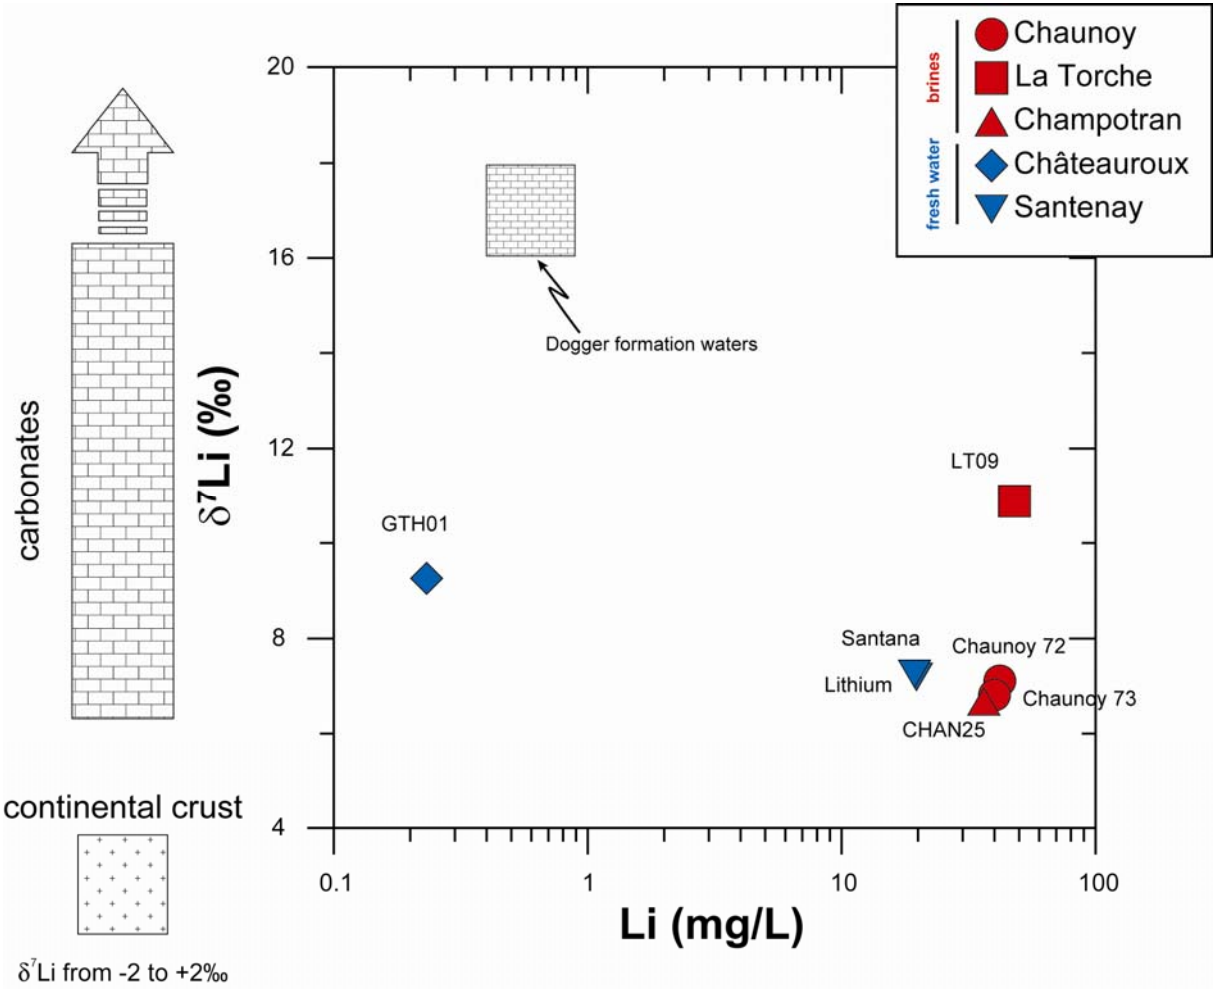 brines
Chaunoy
La Torche
Champotran
fresh water
Châteauroux
Santenay
20
16
12
8
4
δ⁷Li (‰)
carbonates
Dogger formation waters
LT09
GTH01
Santana
Chaunoy 72
Lithium
Chaunoy 73
CHAN25
continental crust
0.1
1
10
100
Li (mg/L)
δ⁷Li from -2 to +2‰